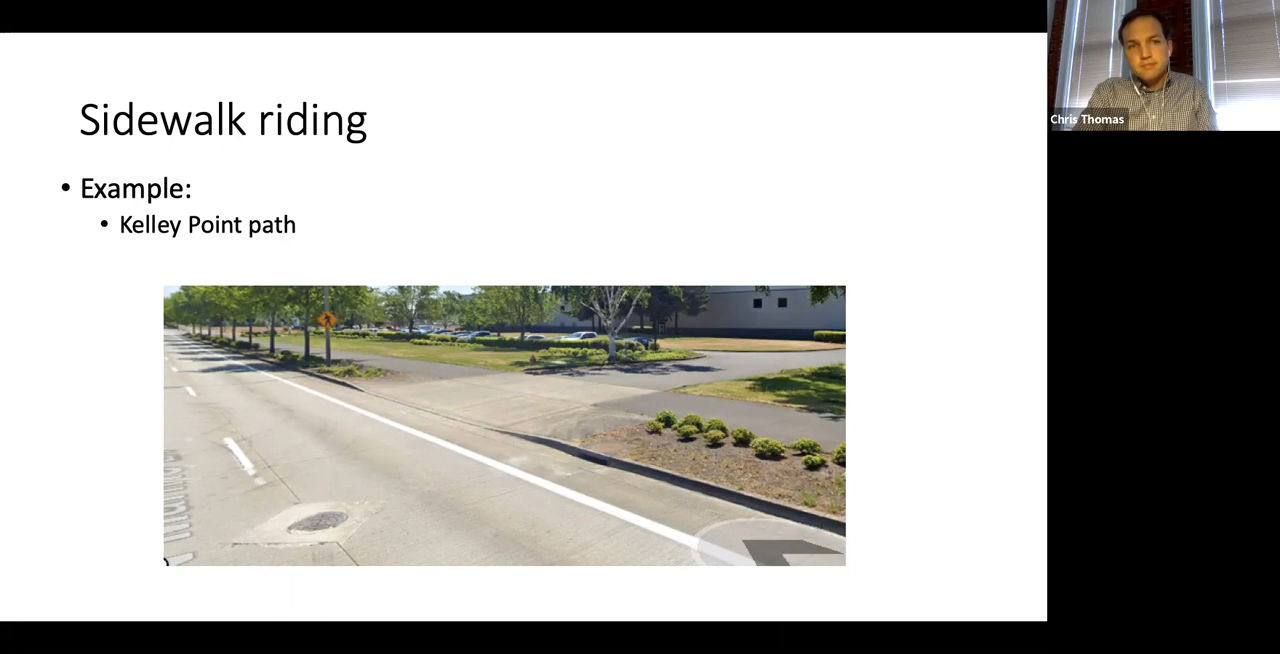 Sidewalk riding
• Example:
• Kelley Point path
Chris Thomas